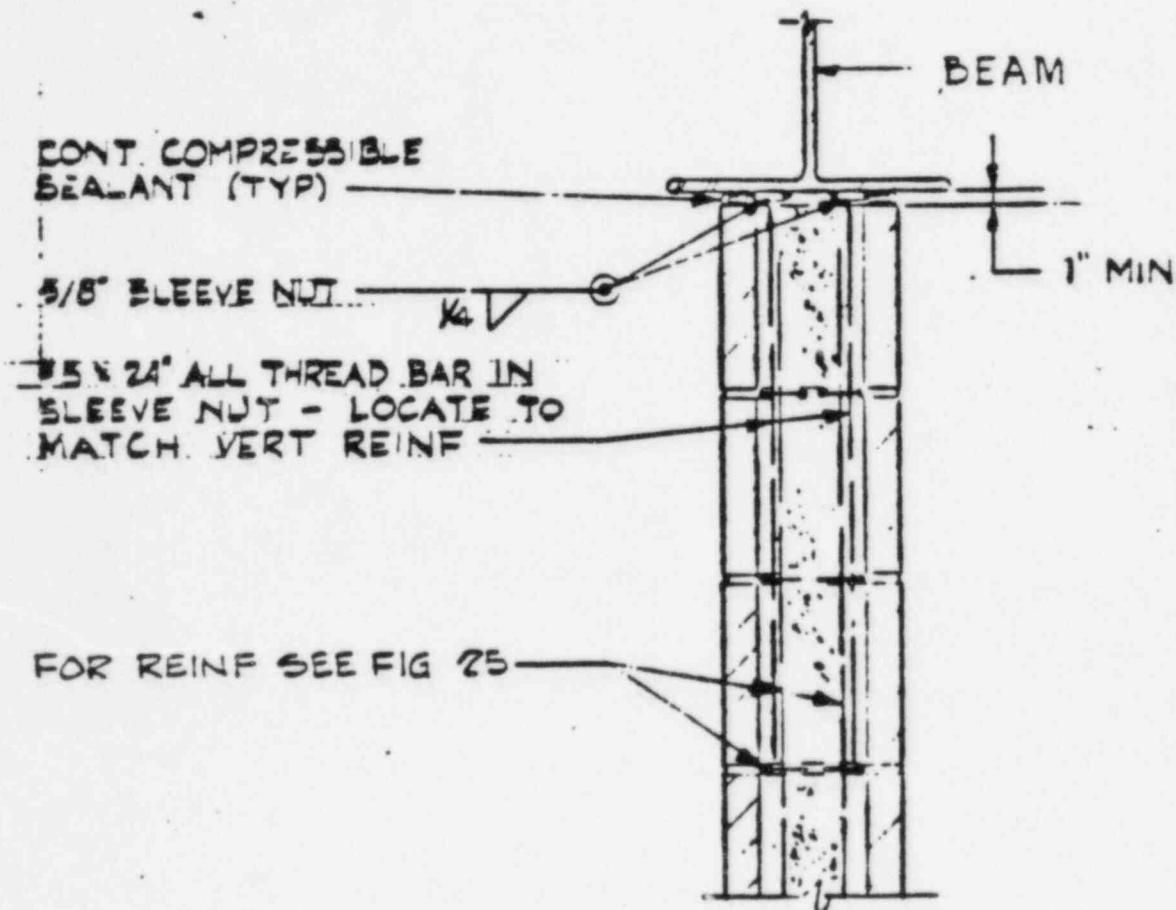 BEAM
CONT. COMPRESSIBLE
SEALANT (TYP)
1" MIN
5/8" SLEEVE NUT
1/4
#5 x 24" ALL THREAD BAR IN
SLEEVE NUT - LOCATE TO
MATCH VERT REINF
FOR REINF SEE FIG 25